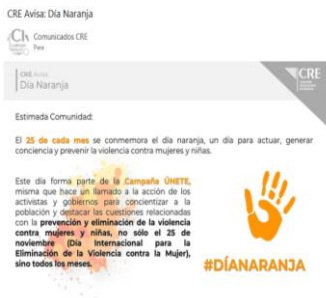 CRE Avisa: Día Naranja
Comunicados CRE
Para
CRE Avisa
Día Naranja
CRE
Estimada Comunidad:
El 25 de cada mes se conmemora el día naranja, un día para actuar, generar
conciencia y prevenir la violencia contra mujeres y niñas.
Este día forma parte de la Campaña ÚNETE,
misma que hace un llamado a la acción de los
activistas y gobiernos para concientizar a la
población y destacar las cuestiones relacionadas
con la prevención y eliminación de la violencia
contra mujeres y niñas, no sólo el 25 de
noviembre (Día Internacional para la
Eliminación de la Violencia contra la Mujer),
sino todos los meses.
#DÍANARANJA